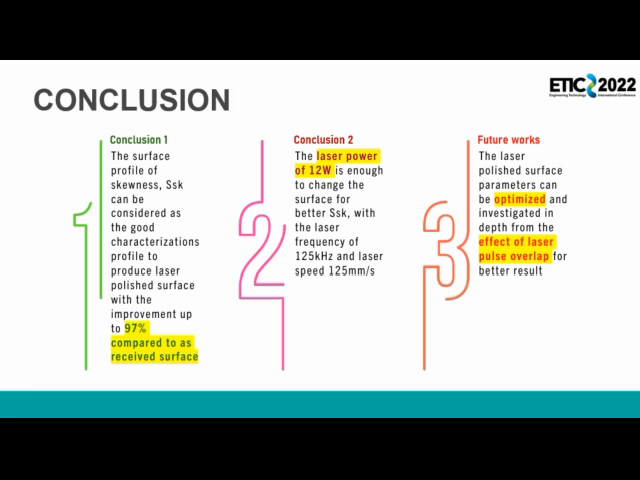 ETIC 2022
Engineering Technology International Conference
CONCLUSION
1
Conclusion 1
The surface
profile of
skewness, Ssk
can be
considered as
the good
characterizations
profile to
produce laser
polished surface
with the
improvement up
to 97%
compared to as
received surface
2
Conclusion 2
The laser power
of 12W is enough
to change the
surface for
better Ssk, with
the laser
frequency of
125kHz and laser
speed 125mm/s
3
Future works
The laser
polished surface
parameters can
be optimized and
investigated in
depth from the
effect of laser
pulse overlap for
better result